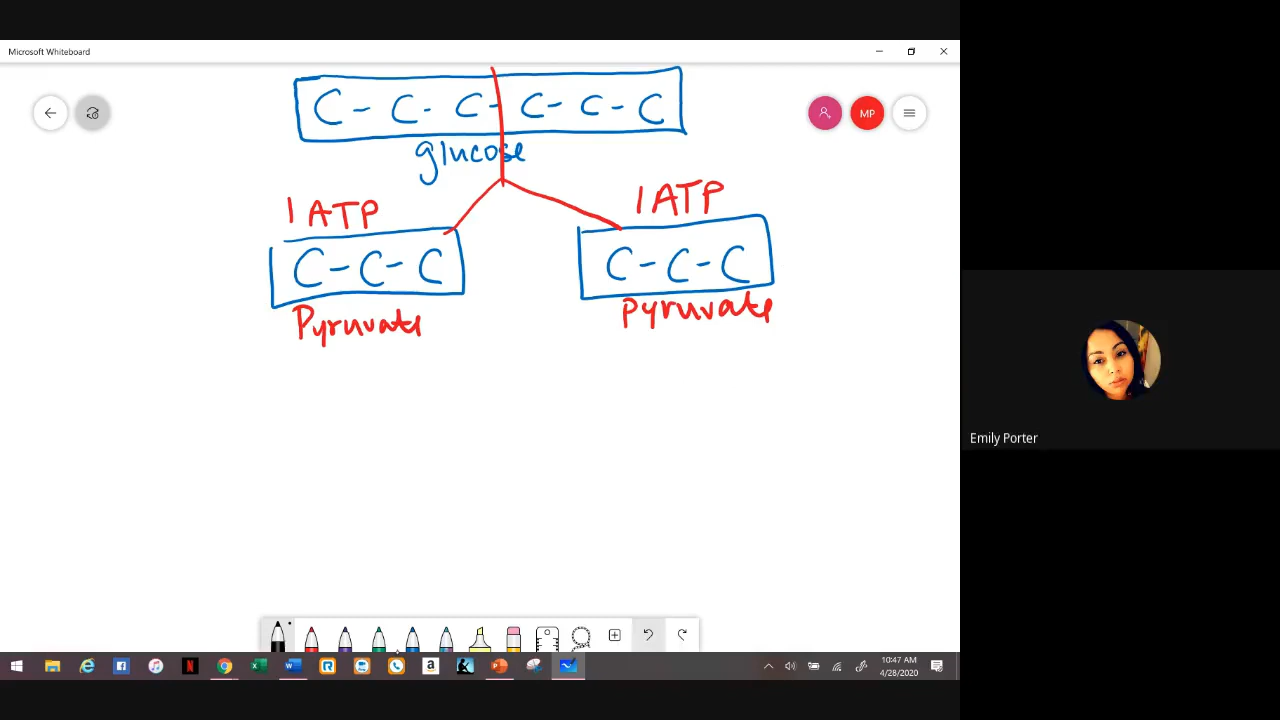 Microsoft Whiteboard
C - C - C - C - C - C
glucose
MP
1 ATP
1 ATP
C - C - C
C - C - C
Pyruvate
pyruvate
Emily Porter
10:47 AM
4/28/2020